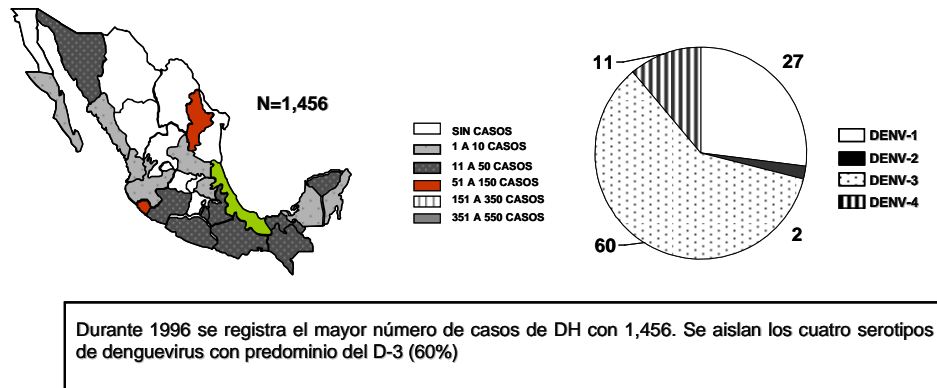 N=1,456
SIN CASOS
1 A 10 CASOS
11 A 50 CASOS
51 A 150 CASOS
151 A 350 CASOS
351 A 550 CASOS
11
27
60
2
DENV-1
DENV-2
DENV-3
DENV-4
Durante 1996 se registra el mayor número de casos de DH con 1,456. Se aislan los cuatro serotipos
de denguevirus con predominio del D-3 (60%)